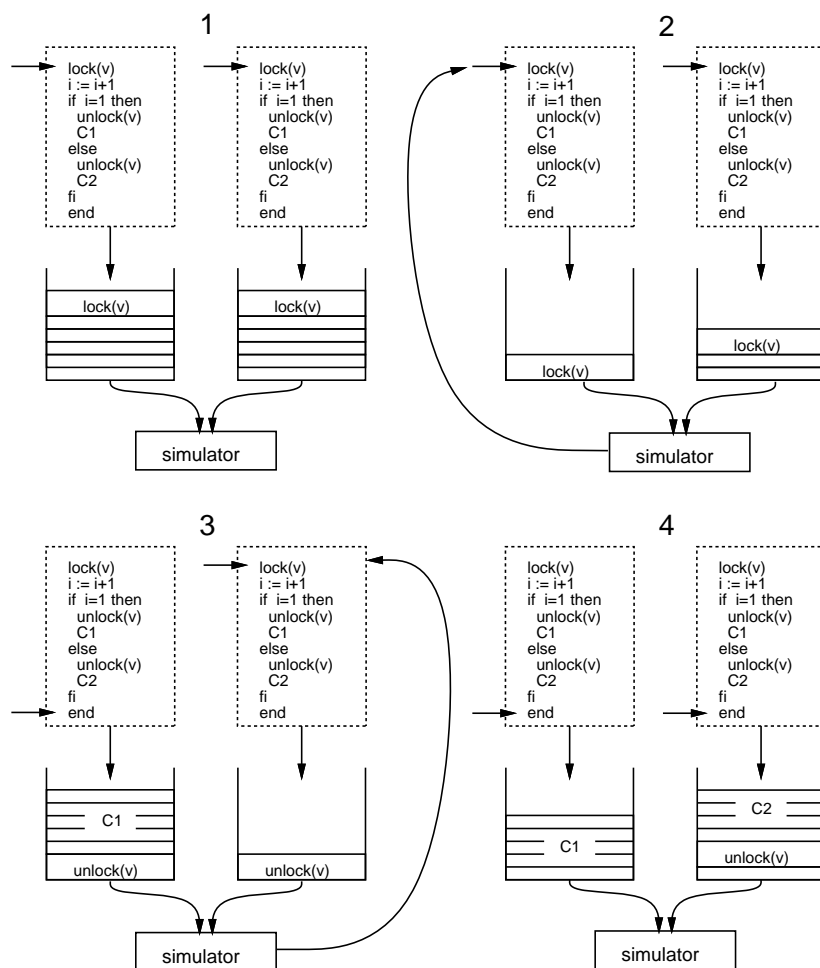 1
lock(v)
i := i+1
if i=1 then
unlock(v)
C1
else
unlock(v)
C2
fi
end
lock(v)
i := i+1
if i=1 then
unlock(v)
C1
else
unlock(v)
C2
fi
end
lock(v)
lock(v)
simulator
2
lock(v)
i := i+1
if i=1 then
unlock(v)
C1
else
unlock(v)
C2
fi
end
lock(v)
i := i+1
if i=1 then
unlock(v)
C1
else
unlock(v)
C2
fi
end
lock(v)
lock(v)
simulator
3
lock(v)
i := i+1
if i=1 then
unlock(v)
C1
else
unlock(v)
C2
fi
end
lock(v)
i := i+1
if i=1 then
unlock(v)
C1
else
unlock(v)
C2
fi
end
C1
unlock(v)
unlock(v)
simulator
4
lock(v)
i := i+1
if i=1 then
unlock(v)
C1
else
unlock(v)
C2
fi
end
lock(v)
i := i+1
if i=1 then
unlock(v)
C1
else
unlock(v)
C2
fi
end
C1
C2
unlock(v)
simulator